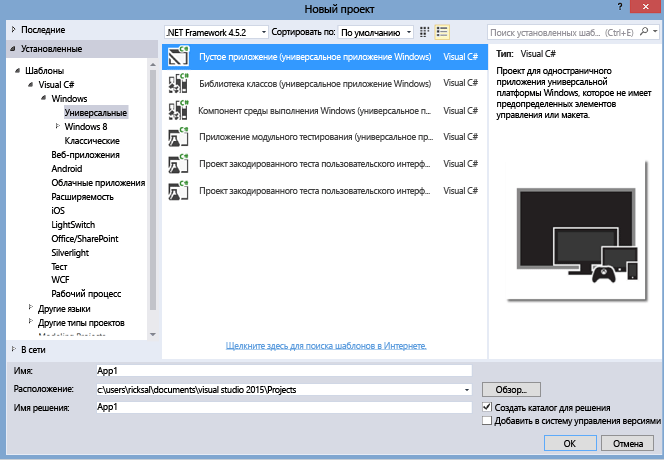 Новый проект
Последние
.NET Framework 4.5.2
Сортировать по:
По умолчанию
Поиск установленных шаб... (Ctrl+E)
Установленные
Шаблоны
Visual C#
Windows
Универсальные
Windows 8
Классические
Веб-приложения
Android
Облачные приложения
Расширяемость
iOS
LightSwitch
Office/SharePoint
Silverlight
Тест
WCF
Рабочий процесс
Другие языки
Другие типы проектов
Modeling Projects
В сети
Пустое приложение (универсальное приложение Windows) Visual C#
Библиотека классов (универсальное приложение Windows) Visual C#
Компонент среды выполнения Windows (универсальное п... Visual C#
Приложение модульного тестирования (универсальное пр... Visual C#
Проект закодированного теста пользовательского интерф... Visual C#
Проект закодированного теста пользовательского интерф... Visual C#
Щелкните здесь для поиска шаблонов в Интернете.
Тип: Visual C#
Проект для одностраничного
приложения универсальной
платформы Windows, которое не имеет
предопределенных элементов
управления или макета.
Имя: App1
Расположение: c:\users\ricksal\documents\visual studio 2015\Projects
Обзор...
Имя решения: App1
Создать каталог для решения
Добавить в систему управления версиями
OK
Отмена